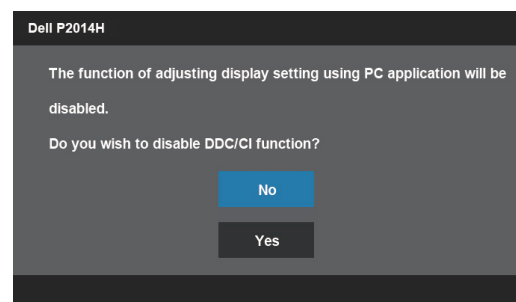 Dell P2014H
The function of adjusting display setting using PC application will be
disabled.
Do you wish to disable DDC/CI function?
No
Yes